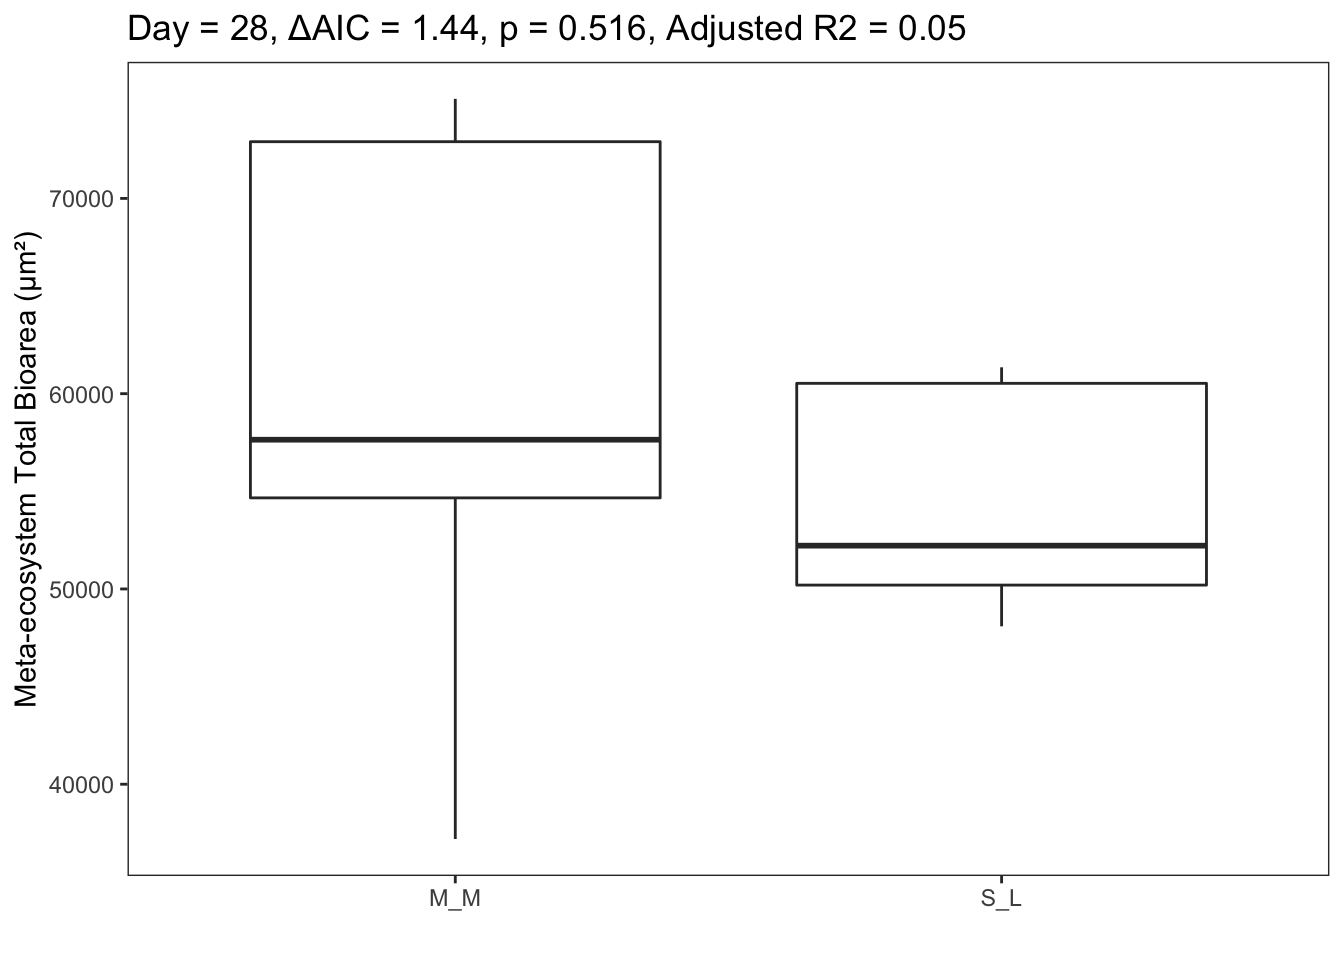 Day = 28, ΔAIC = 1.44, p = 0.516, Adjusted R2 = 0.05
Meta-ecosystem Total Bioarea (μm²)
70000
60000
50000
40000
M_M
S_L